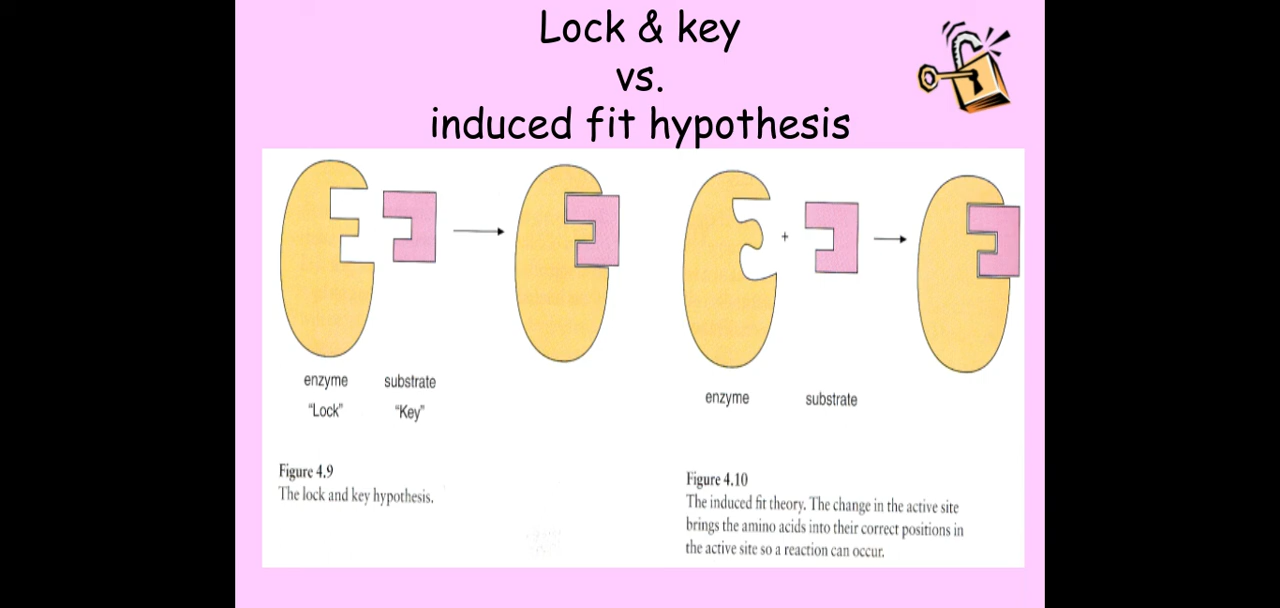 Lock & key
vs.
induced fit hypothesis
enzyme substrate
"Lock" "Key"
Figure 4.9
The lock and key hypothesis.
+
enzyme substrate
Figure 4.10
The induced fit theory. The change in the active site
brings the amino acids into their correct positions in
the active site so a reaction can occur.